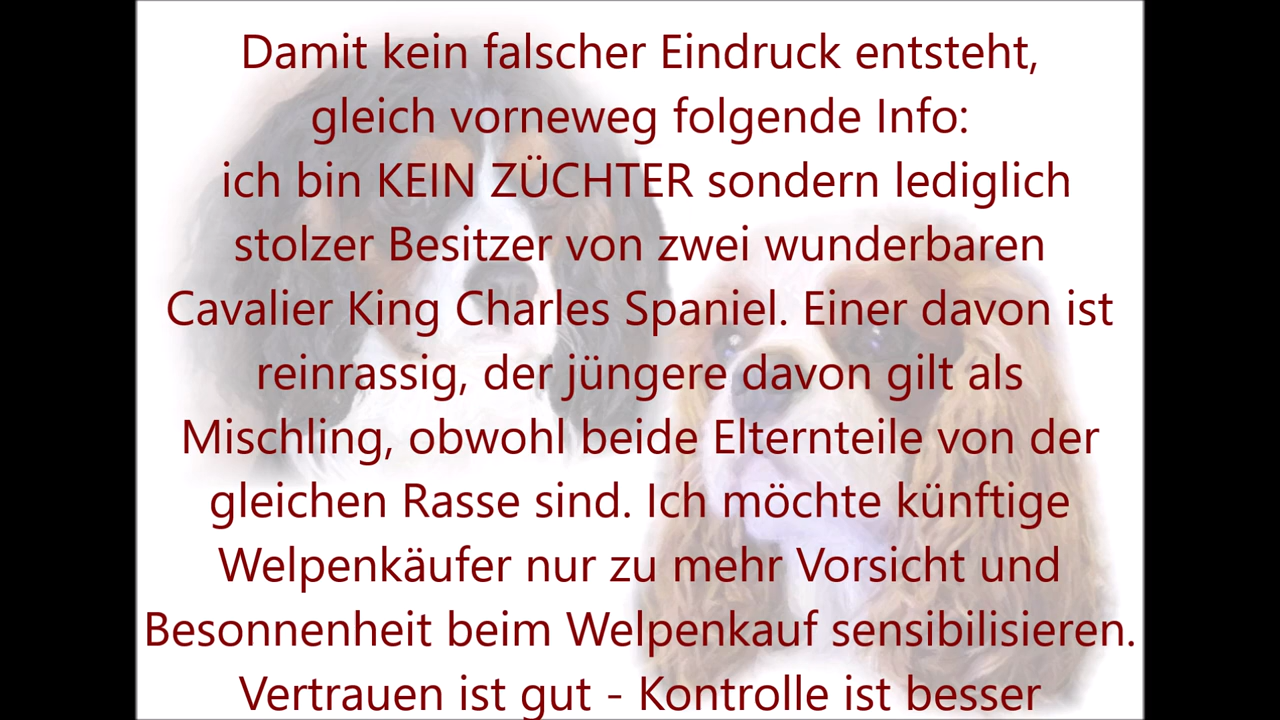 Damit kein falscher Eindruck entsteht,
gleich vorneweg folgende Info:
ich bin KEIN ZÜCHTER sondern lediglich
stolzer Besitzer von zwei wunderbaren
Cavalier King Charles Spaniel. Einer davon ist
reinrassig, der jüngere davon gilt als
Mischling, obwohl beide Elternteile von der
gleichen Rasse sind. Ich möchte künftige
Welpenkäufer nur zu mehr Vorsicht und
Besonnenheit beim Welpenkauf sensibilisieren.
Vertrauen ist gut - Kontrolle ist besser